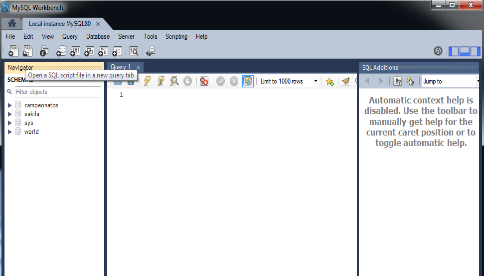 MySQL Workbench
Local instance MySQL80 ×
File Edit View Query Database Server Tools Scripting Help
Navigator
Query 1
SQL Additions
Open a SQL script file in a new query tab
SCHEM
Limit to 1000 rows
Jump to
Filter objects
1
campeonatos
sakila
sys
world
Automatic context help is
disabled. Use the toolbar to
manually get help for the
current caret position or to
toggle automatic help.